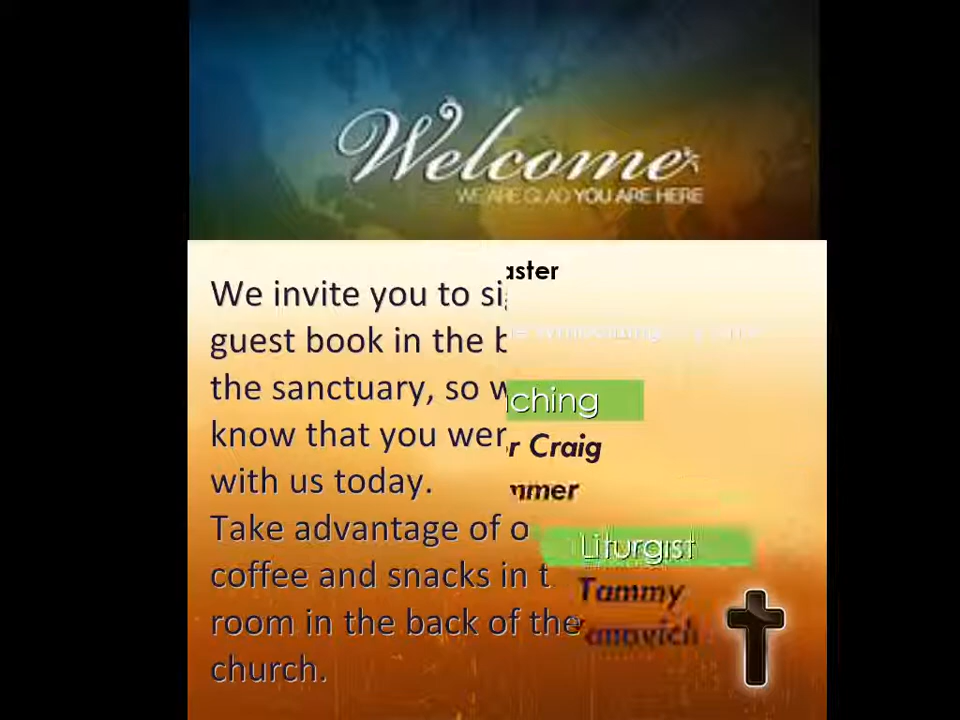 Welcome
WE ARE GLAD YOU ARE HERE
aster
We invite you to si
guest book in the b
the sanctuary, so w
ching
know that you wer
r Craig
with us today.
mmer
Take advantage of o
Liturgist
coffee and snacks in t
Tammy
room in the back of the
anovich
church.